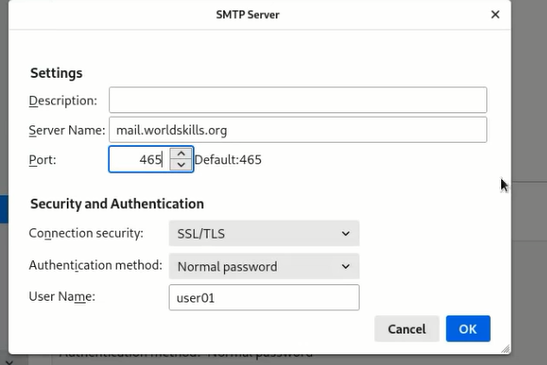 SMTP Server
Settings
Description:
Server Name: mail.worldskills.org
Port: 465 Default:465
Security and Authentication
Connection security: SSL/TLS
Authentication method: Normal password
User Name: user01
Cancel OK
Authentication method: Normal password